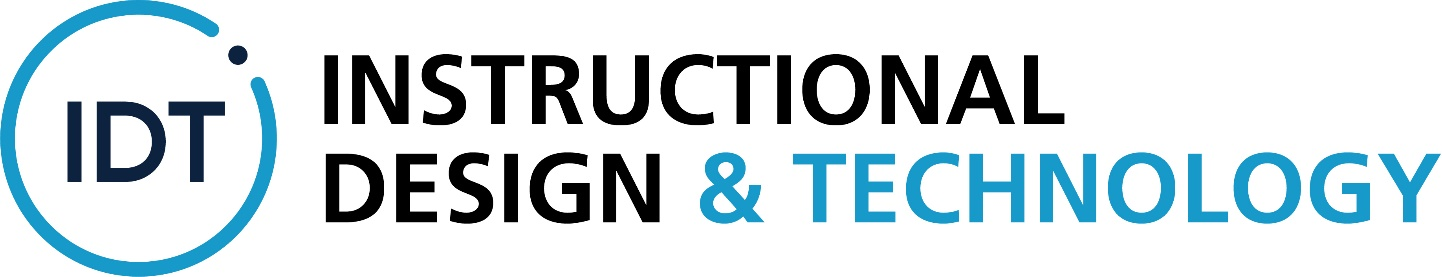 IDT
INSTRUCTIONAL
DESIGN & TECHNOLOGY